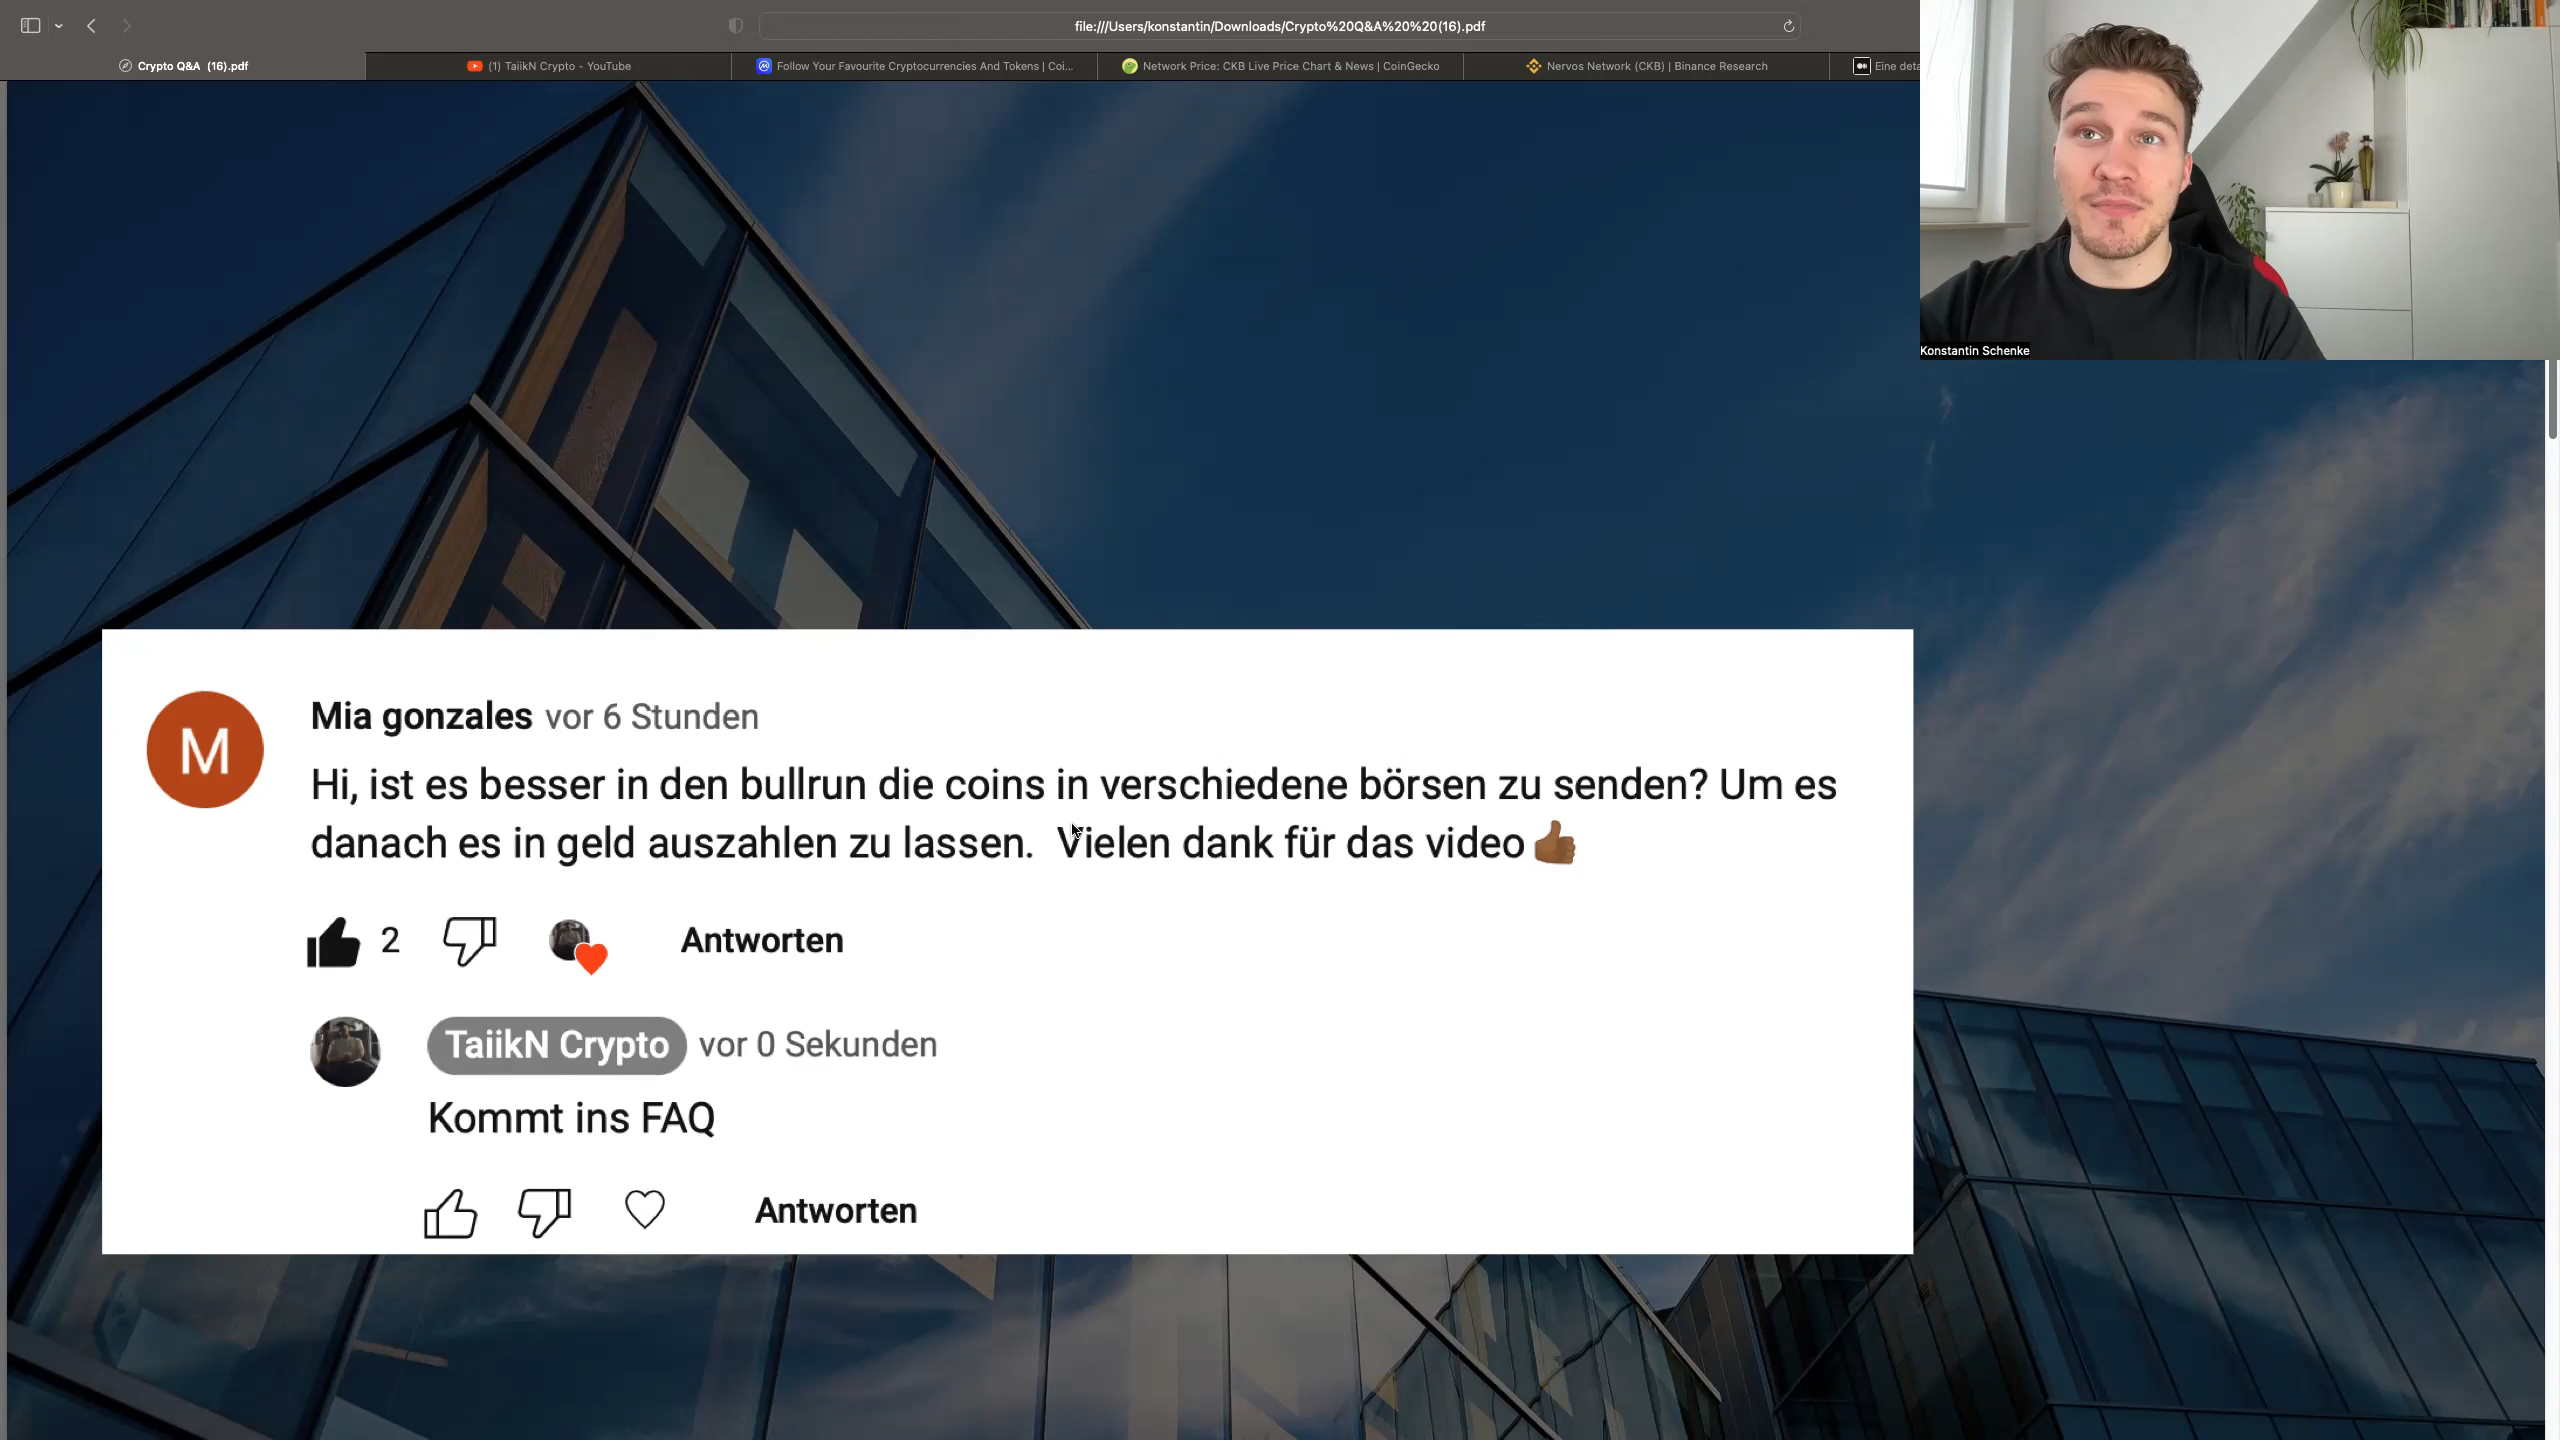 file:///Users/konstantin/Downloads/Crypto%20Q&A%20%20(16).pdf
Crypto Q&A (16).pdf
(1) TaiikN Crypto - YouTube
Follow Your Favourite Cryptocurrencies And Tokens | Coi...
Network Price: CKB Live Price Chart & News | CoinGecko
Nervos Network (CKB) | Binance Research
Eine deta
Konstantin Schenke
M
Mia gonzales vor 6 Stunden
Hi, ist es besser in den bullrun die coins in verschiedene börsen zu senden? Um es
danach es in geld auszahlen zu lassen. Vielen dank für das video👍🏾
2
Antworten
TaiikN Crypto vor 0 Sekunden
Kommt ins FAQ
Antworten